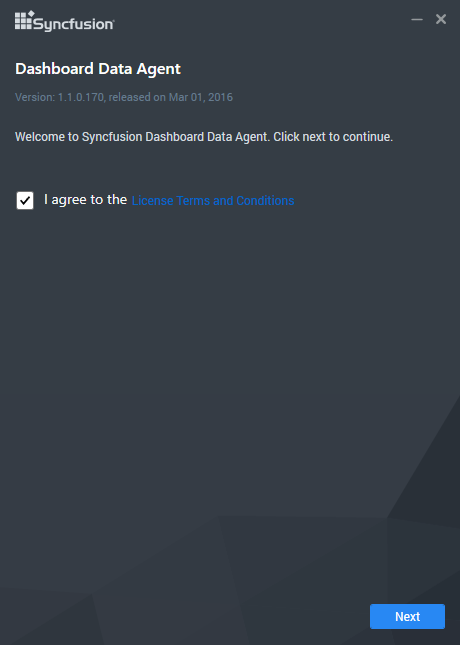 Syncfusion
Dashboard Data Agent
Version: 1.1.0.170, released on Mar 01, 2016
Welcome to Syncfusion Dashboard Data Agent. Click next to continue.
I agree to the License Terms and Conditions
Next